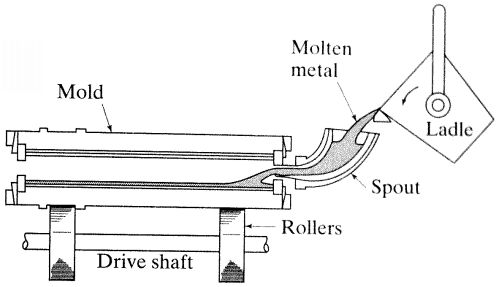 Molten
metal
Mold
Ladle
Spout
Rollers
Drive shaft